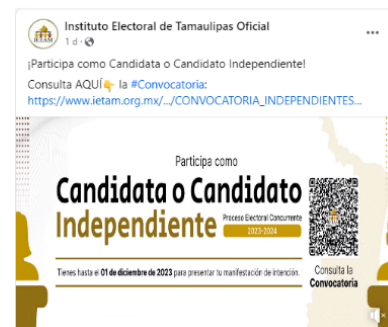 Instituto Electoral de Tamaulipas Oficial
1 d ·
¡Participa como Candidata o Candidato Independiente!
Consulta AQUÍ👉 la #Convocatoria:
https://www.ietam.org.mx/.../CONVOCATORIA_INDEPENDIENTES...
Participa como
Candidata o Candidato
Independiente
Proceso Electoral Concurrente
2023-2024
Tienes hasta el 01 de diciembre de 2023 para presentar tu manifestación de intención.
Consulta la
Convocatoria